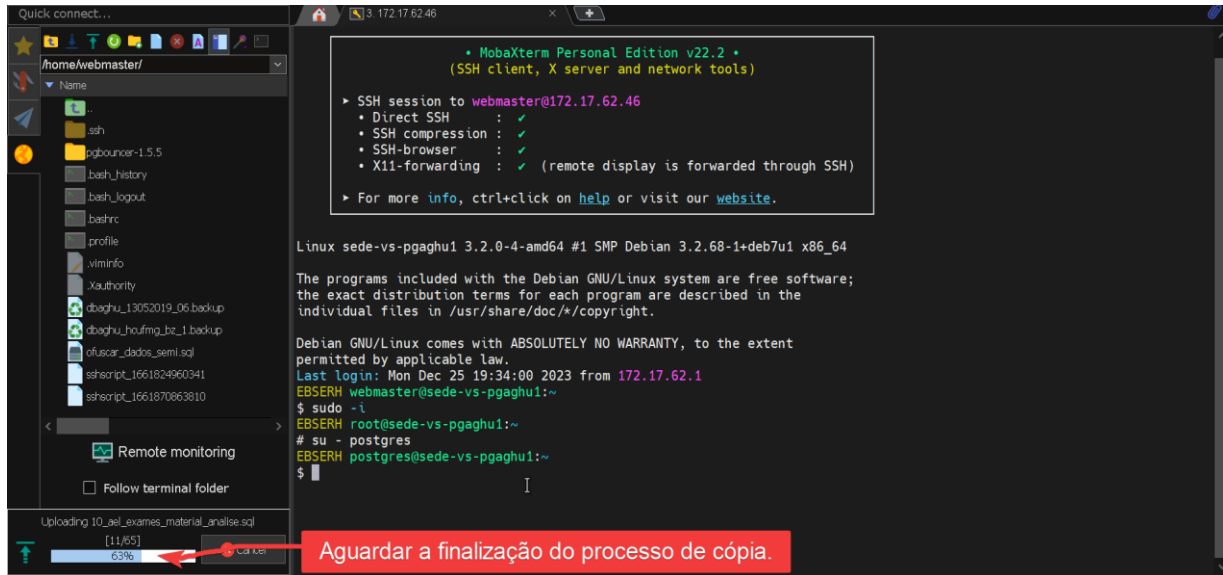 Quick connect...
3. 172.17.62.46
/home/webmaster/
Name
..
.ssh
pgbouncer-1.5.5
.bash_history
.bash_logout
.bashrc
.profile
.viminfo
.Xauthority
dbaghu_13052019_06.backup
dbaghu_hcufmg_bz_1.backup
ofuscar_dados_semi.sql
sshscript_1661824960341
sshscript_1661870863810
Remote monitoring
Follow terminal folder
Uploading 10_ael_exames_material_analise.sql
[11/65]
63%
Cancel
• MobaXterm Personal Edition v22.2 •
(SSH client, X server and network tools)
► SSH session to webmaster@172.17.62.46
• Direct SSH : ✔
• SSH compression : ✔
• SSH-browser : ✔
• X11-forwarding : ✔ (remote display is forwarded through SSH)
► For more info, ctrl+click on help or visit our website.
Linux sede-vs-pgaghu1 3.2.0-4-amd64 #1 SMP Debian 3.2.68-1+deb7u1 x86_64
The programs included with the Debian GNU/Linux system are free software;
the exact distribution terms for each program are described in the
individual files in /usr/share/doc/*/copyright.
Debian GNU/Linux comes with ABSOLUTELY NO WARRANTY, to the extent
permitted by applicable law.
Last login: Mon Dec 25 19:34:00 2023 from 172.17.62.1
EBSERH webmaster@sede-vs-pgaghu1:~
$ sudo -i
EBSERH root@sede-vs-pgaghu1:~
# su - postgres
EBSERH postgres@sede-vs-pgaghu1:~
$
Aguardar a finalização do processo de cópia.